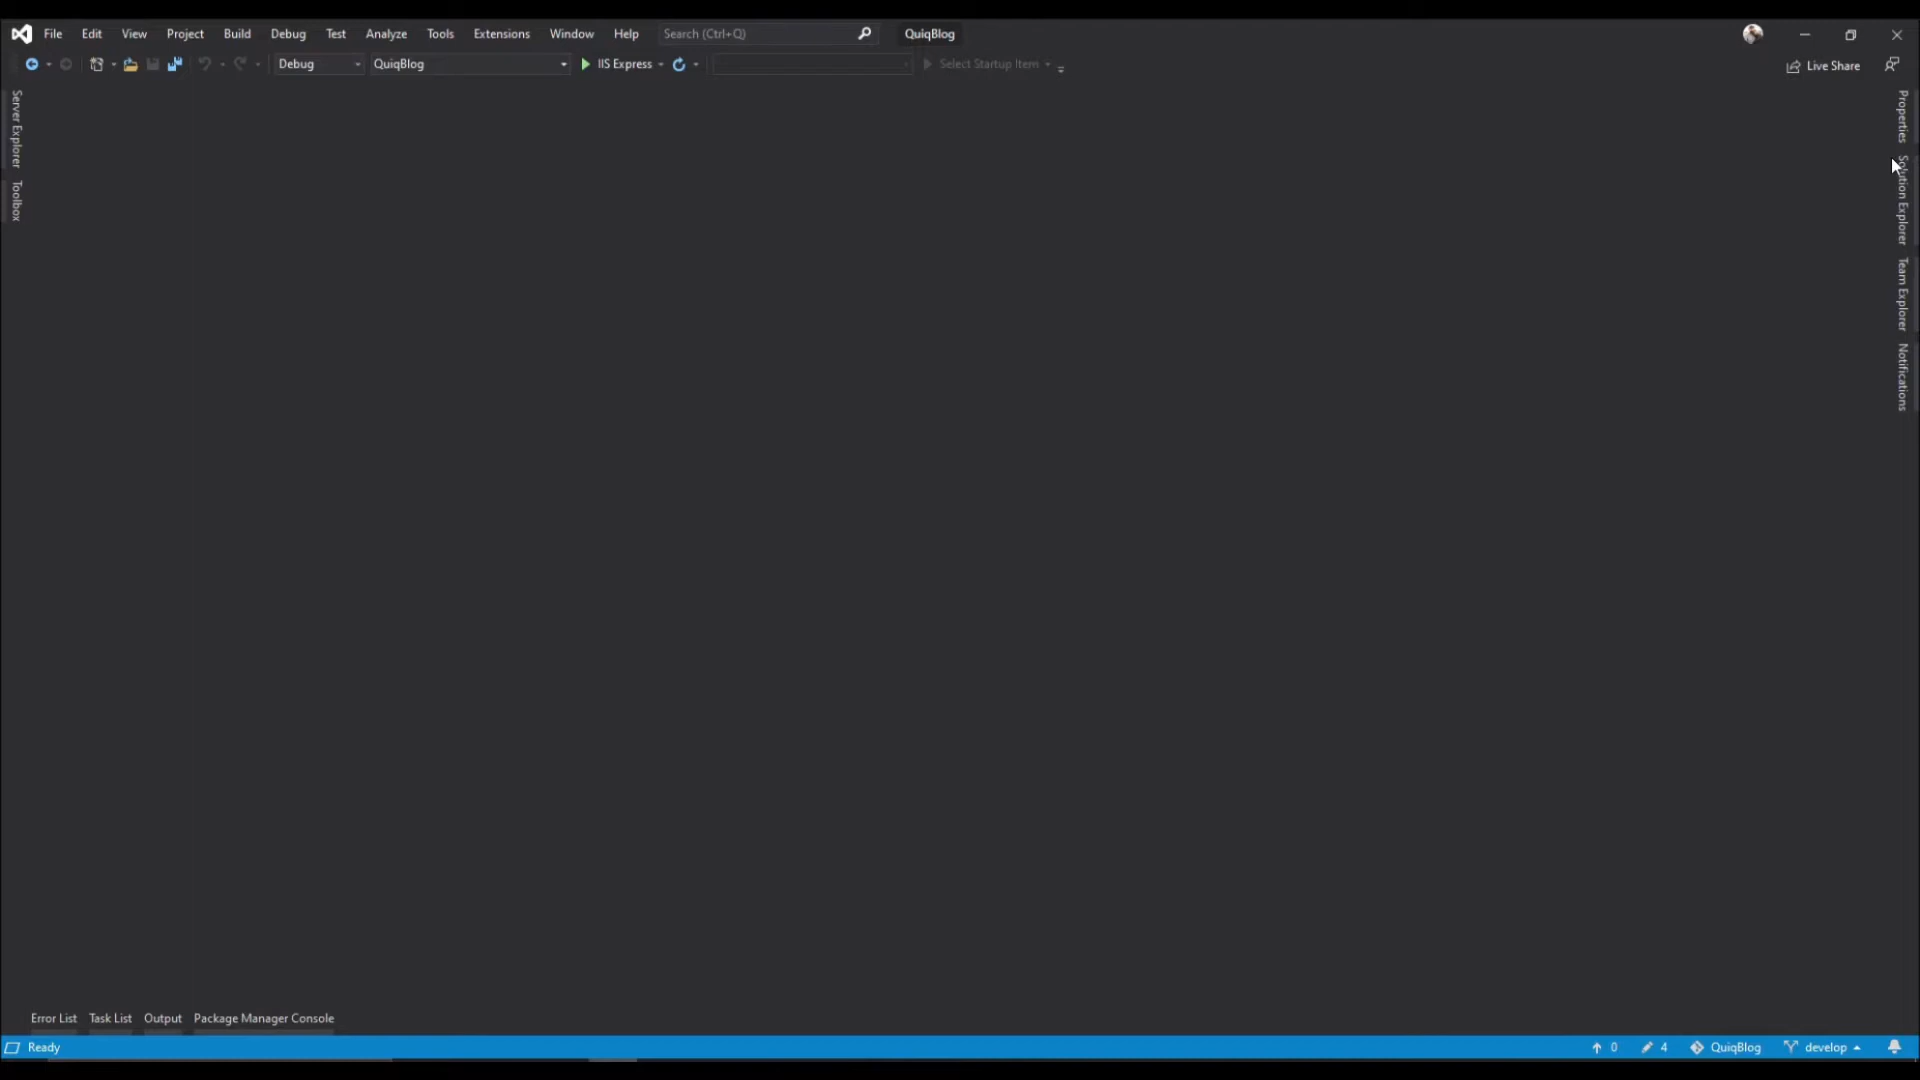 File Edit View Project Build Debug Test Analyze Tools Extensions Window Help Search (Ctrl+Q) QuiqBlog
Debug QuiqBlog IIS Express Select Startup Item Live Share
Server Explorer
Toolbox
Properties
Solution Explorer
Team Explorer
Notifications
Error List Task List Output Package Manager Console
Ready 0 4 QuiqBlog develop